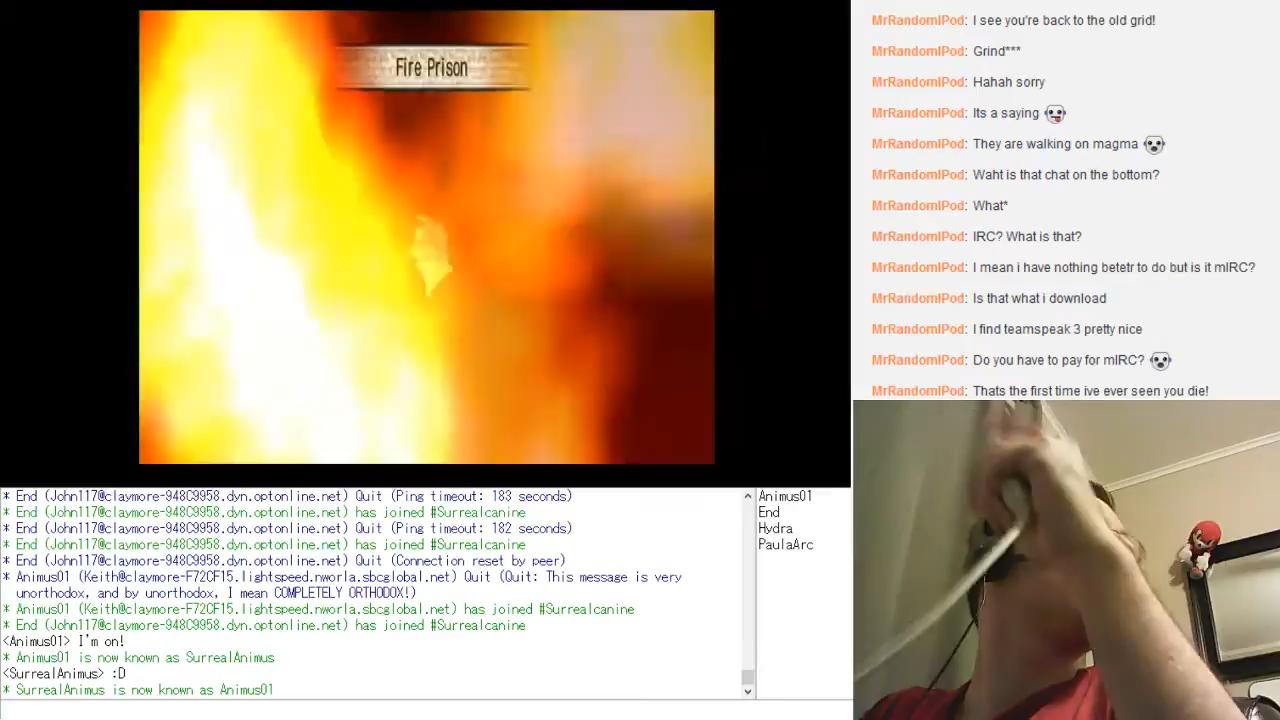 Fire Prison
MrRandomIPod: I see you're back to the old grid!
MrRandomIPod: Grind***
MrRandomIPod: Hahah sorry
MrRandomIPod: Its a saying
MrRandomIPod: They are walking on magma
MrRandomIPod: Waht is that chat on the bottom?
MrRandomIPod: What*
MrRandomIPod: IRC? What is that?
MrRandomIPod: I mean i have nothing betetr to do but is it mIRC?
MrRandomIPod: Is that what i download
MrRandomIPod: I find teamspeak 3 pretty nice
MrRandomIPod: Do you have to pay for mIRC?
MrRandomIPod: Thats the first time ive ever seen you die!
* End (John117@claymore-948C9958.dyn.optonline.net) Quit (Ping timeout: 183 seconds)
* End (John117@claymore-948C9958.dyn.optonline.net) has joined #Surrealcanine
* End (John117@claymore-948C9958.dyn.optonline.net) Quit (Ping timeout: 182 seconds)
* End (John117@claymore-948C9958.dyn.optonline.net) has joined #Surrealcanine
* End (John117@claymore-948C9958.dyn.optonline.net) Quit (Connection reset by peer)
* Animus01 (Keith@claymore-F72CF15.lightspeed.nworla.sbcglobal.net) Quit (Quit: This message is very
unorthodox, and by unorthodox, I mean COMPLETELY ORTHODOX!)
* Animus01 (Keith@claymore-F72CF15.lightspeed.nworla.sbcglobal.net) has joined #Surrealcanine
* End (John117@claymore-948C9958.dyn.optonline.net) has joined #Surrealcanine
<Animus01> I'm on!
* Animus01 is now known as SurrealAnimus
<SurrealAnimus> :D
* SurrealAnimus is now known as Animus01
Animus01
End
Hydra
PaulaArc